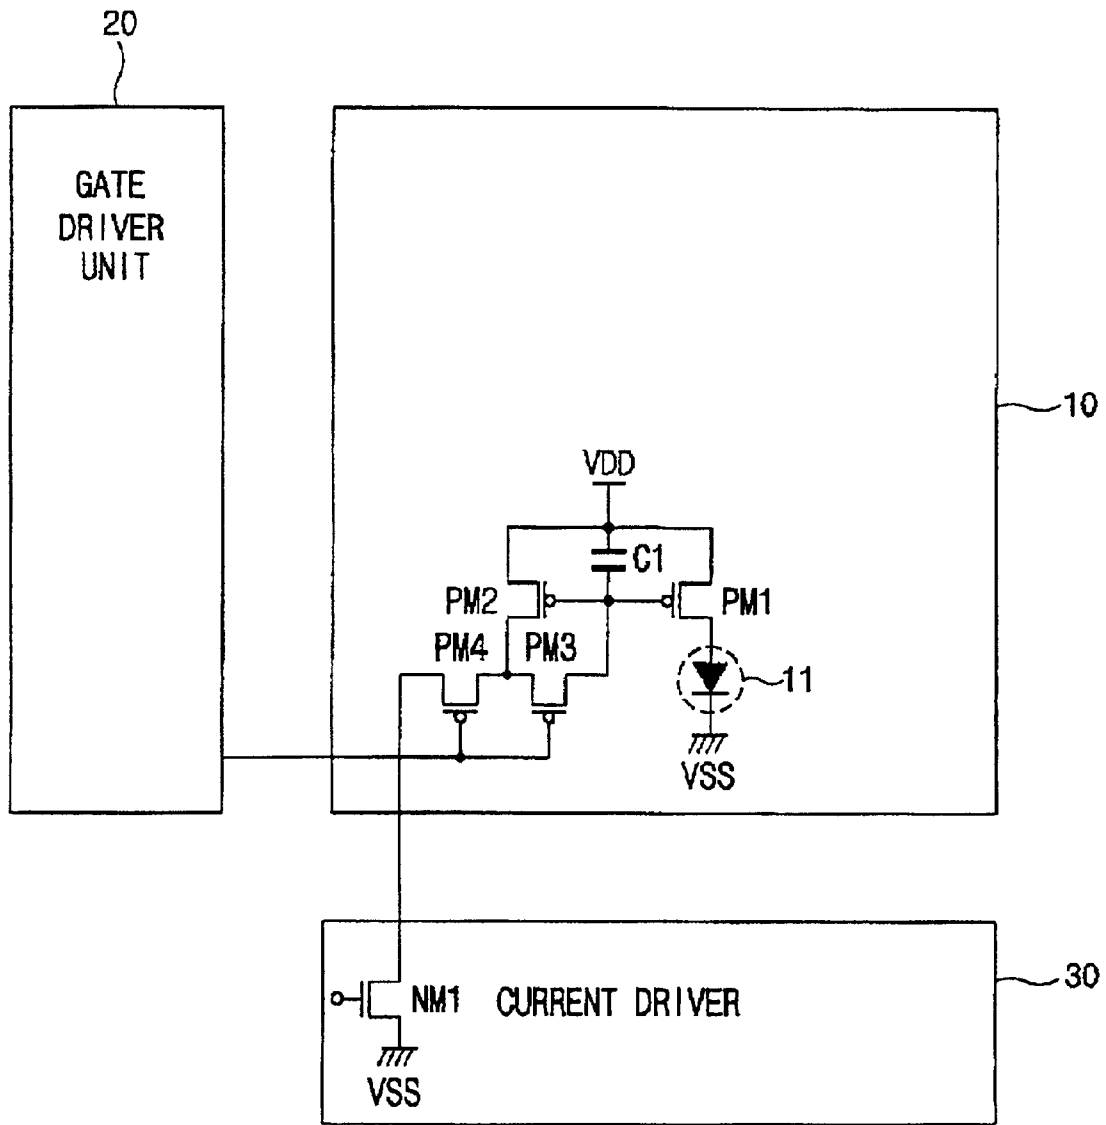 20
GATE
DRIVER
UNIT
10
VDD
C1
PM2
PM1
PM4
PM3
11
VSS
30
NM1
CURRENT DRIVER
VSS